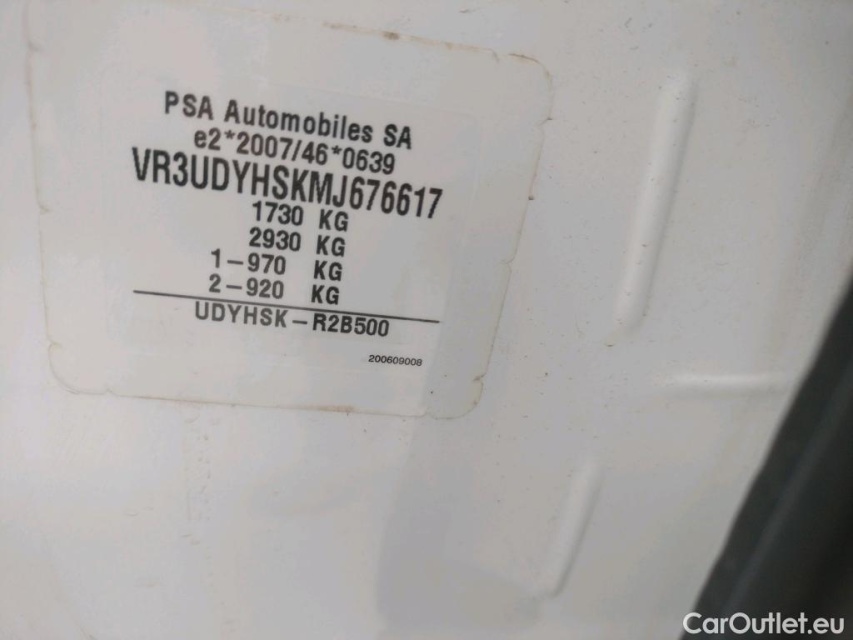 PSA Automobiles SA
e2*2007/46*0639
VR3UDYHSKMJ676617
1730 KG
2930 KG
1-970 KG
2-920 KG
UDYHSK-R2B500
200609008
CarOutlet.eu